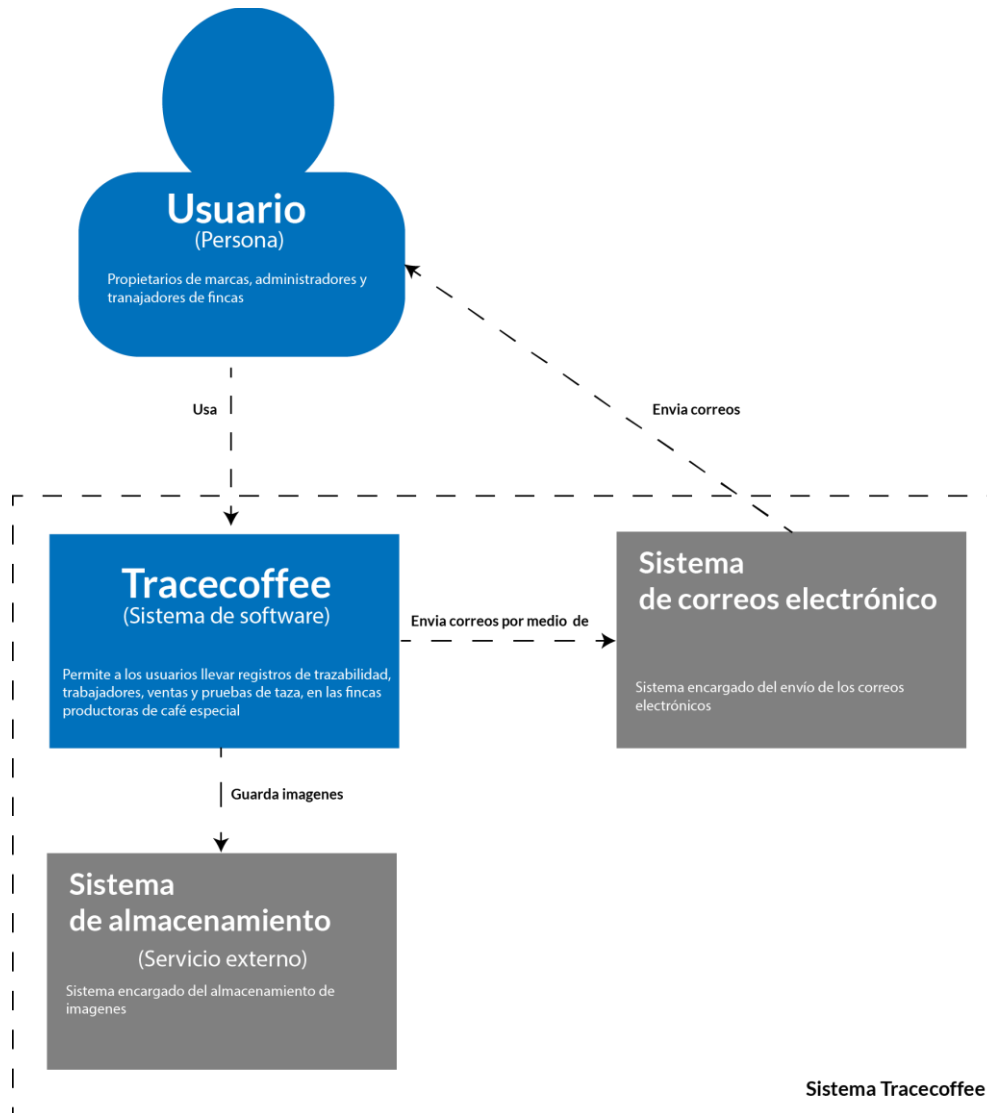 Usuario
(Persona)
Propietarios de marcas, administradores y
tranajadores de fincas
Usa
Envia correos
Tracecoffee
(Sistema de software)
Permite a los usuarios llevar registros de trazabilidad,
trabajadores, ventas y pruebas de taza, en las fincas
productoras de café especial
Envia correos por medio de
Sistema
de correos electrónico
Sistema encargado del envío de los correos
electrónicos
Guarda imagenes
Sistema
de almacenamiento
(Servicio externo)
Sistema encargado del almacenamiento de
imagenes
Sistema Tracecoffee